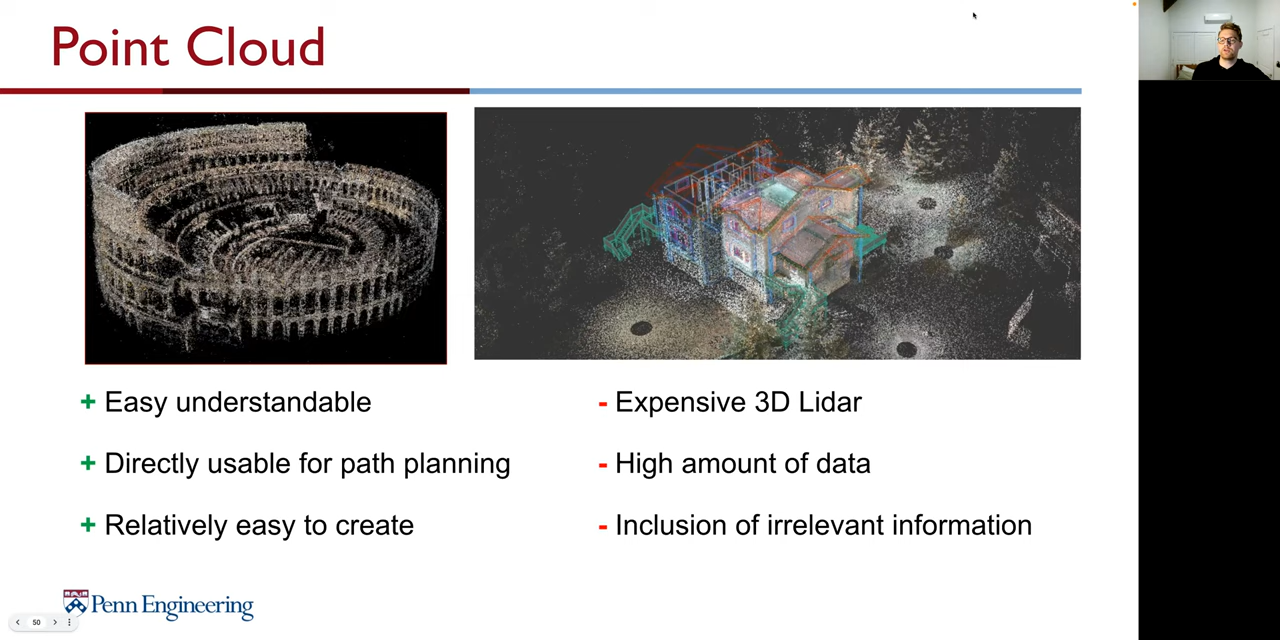 Point Cloud
+ Easy understandable
+ Directly usable for path planning
+ Relatively easy to create
- Expensive 3D Lidar
- High amount of data
- Inclusion of irrelevant information
Penn Engineering
50